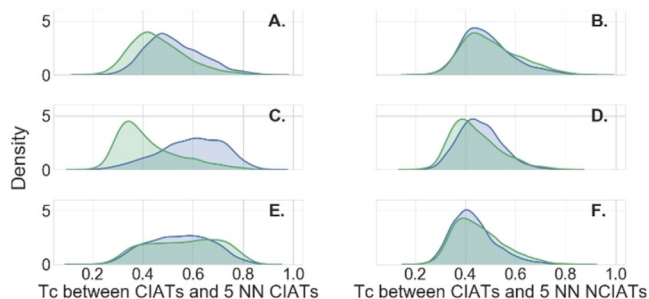 5
A.
B.
0
5
C.
D.
Density
0
5
E.
F.
0
0.2 0.4 0.6 0.8 1.0
0.2 0.4 0.6 0.8 1.0
Tc between CIATs and 5 NN CIATs
Tc between CIATs and 5 NN NCIATs